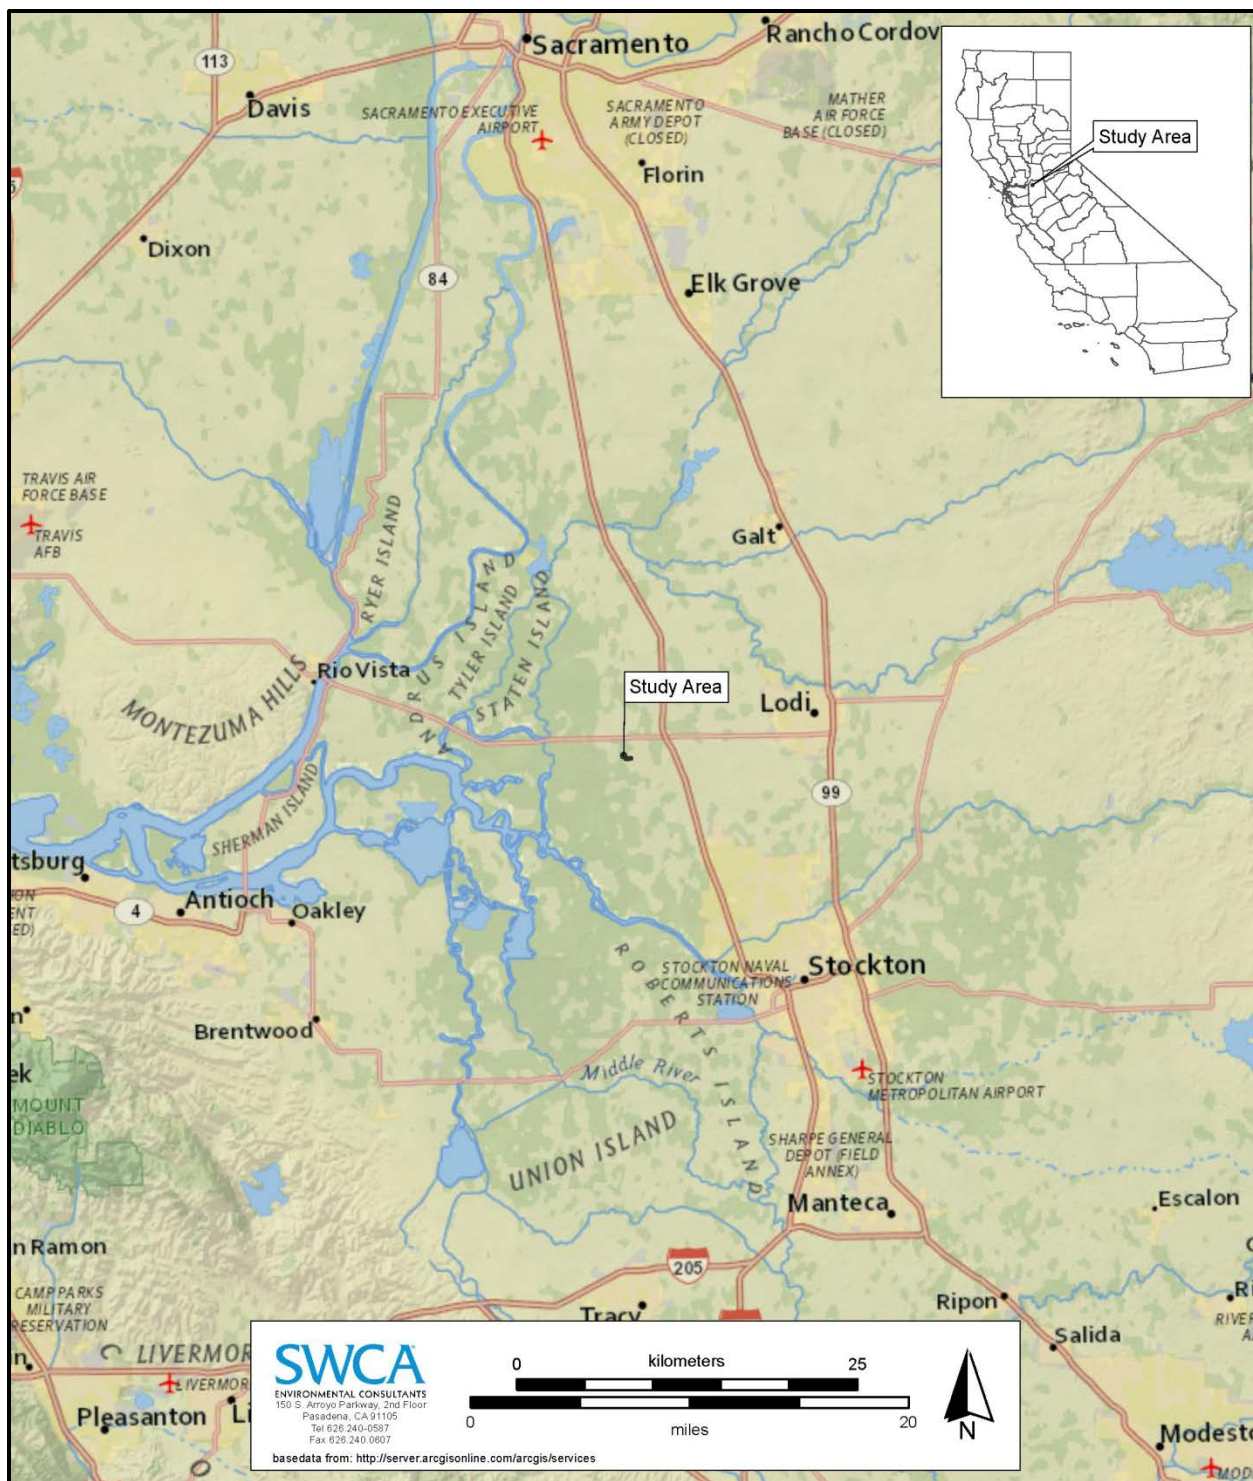 Sacramento
Rancho Cordov
113
Davis
SACRAMENTO EXECUTIVE
AIRPORT
SACRAMENTO
ARMY DEPOT
(CLOSED)
MATHER
AIR FORCE
BASE (CLOSED)
Study Area
Florin
Dixon
84
Elk Grove
TRAVIS AIR
FORCE BASE
TRAVIS
AFB
RYER ISLAND
Galt
ANDRUS ISLAND
TYLER ISLAND
STATEN ISLAND
Rio Vista
MONTEZUMA HILLS
Study Area
Lodi
99
SHERMAN ISLAND
tsburg
4
Antioch
Oakley
ROBERTS ISLAND
STOCKTON NAVAL
COMMUNICATIONS
STATION
Stockton
Brentwood
Middle River
STOCKTON
METROPOLITAN AIRPORT
ek
MOUNT
DIABLO
UNION ISLAND
SHARPE GENERAL
DEPOT (FIELD
ANNEX)
Manteca
Escalon
n Ramon
205
CAMP PARKS
MILITARY
RESERVATION
Tracy
Ripon
Salida
LIVERMOR
LIVERMOR
Pleasanton
Li
Modesto
SWCA
ENVIRONMENTAL CONSULTANTS
150 S. Arroyo Parkway, 2nd Floor
Pasadena, CA 91105
Tel 626.240-0587
Fax 626.240.0607
basedata from: http://server.arcgisonline.com/arcgis/services
0 kilometers 25
0 miles 20
N